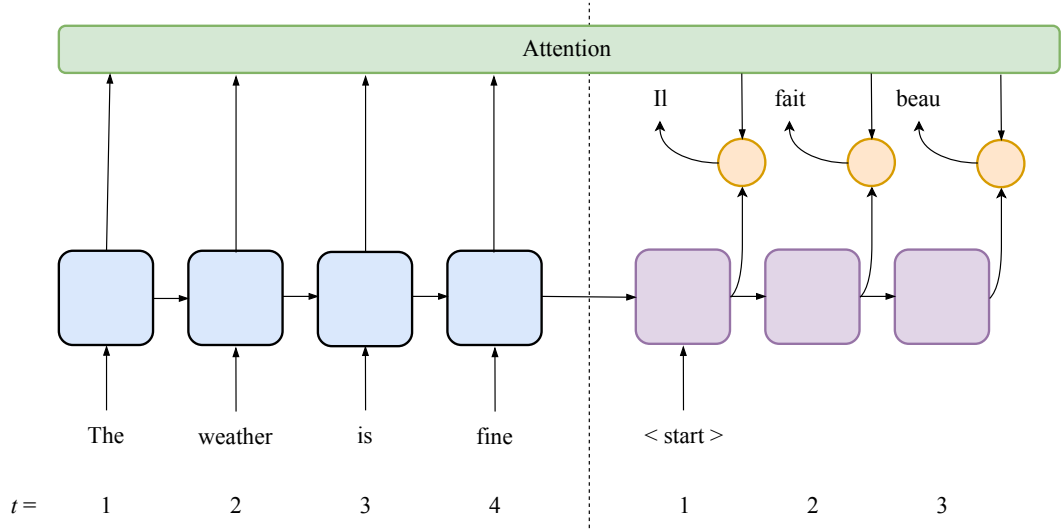 Attention
Il fait beau
The weather is fine < start >
t = 1 2 3 4 1 2 3